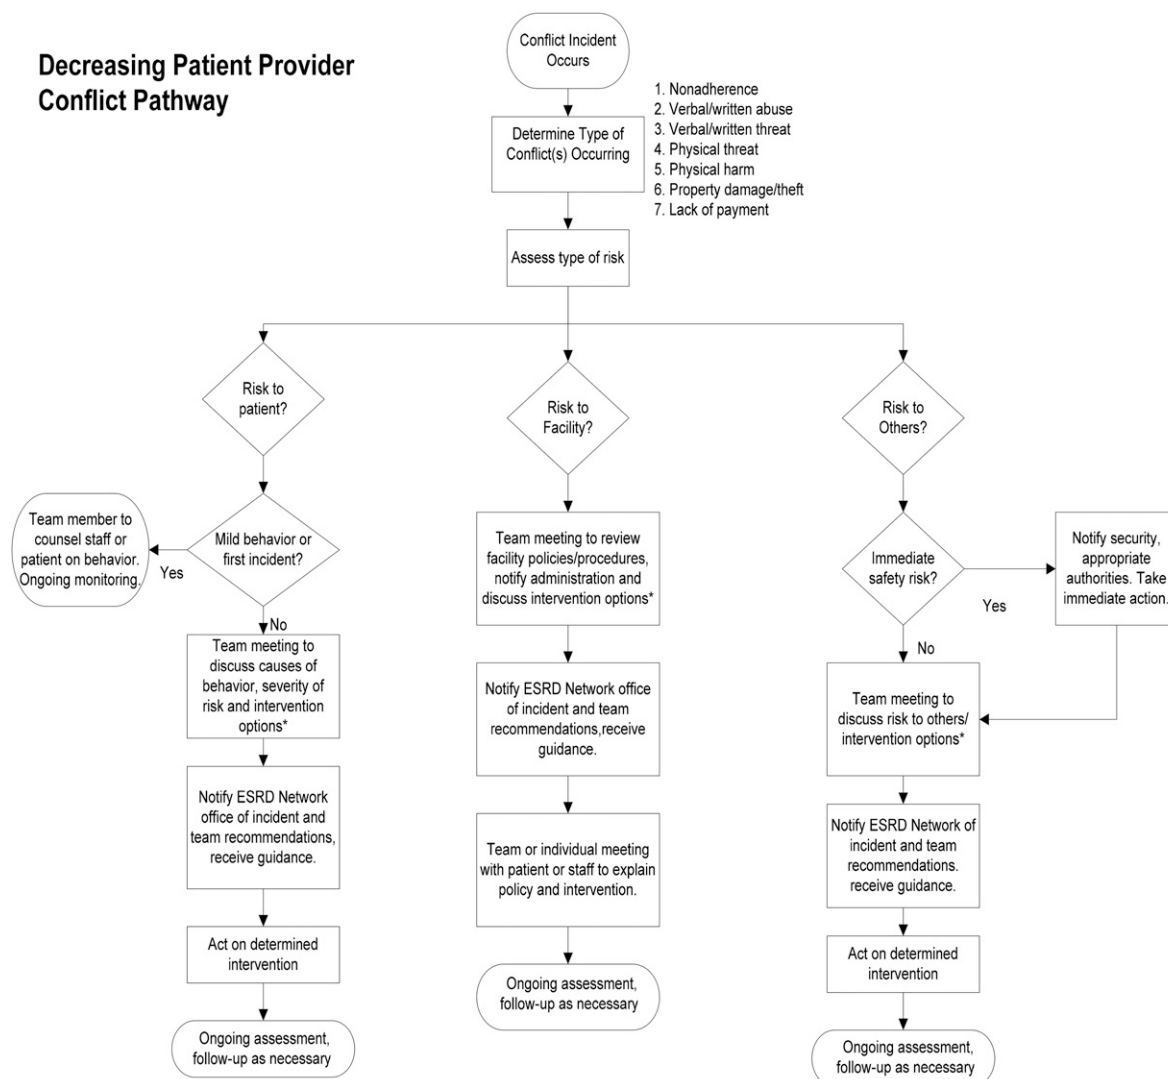 Decreasing Patient Provider
Conflict Pathway
Conflict Incident
Occurs
Determine Type of
Conflict(s) Occurring
1. Nonadherence
2. Verbal/written abuse
3. Verbal/written threat
4. Physical threat
5. Physical harm
6. Property damage/theft
7. Lack of payment
Assess type of risk
Risk to
patient?
Mild behavior or
first incident?
Yes
Team member to
counsel staff or
patient on behavior.
Ongoing monitoring.
No
Team meeting to
discuss causes of
behavior, severity of
risk and intervention
options*
Notify ESRD Network
office of incident and
team recommendations,
receive guidance.
Act on determined
intervention
Ongoing assessment,
follow-up as necessary
Risk to
Facility?
Team meeting to review
facility policies/procedures,
notify administration and
discuss intervention options*
Notify ESRD Network office
of incident and team
recommendations,receive
guidance.
Team or individual meeting
with patient or staff to explain
policy and intervention.
Ongoing assessment,
follow-up as necessary
Risk to
Others?
Immediate
safety risk?
Yes
Notify security,
appropriate
authorities. Take
immediate action.
No
Team meeting to
discuss risk to others/
intervention options*
Notify ESRD Network of
incident and team
recommendations.
receive guidance.
Act on determined
intervention
Ongoing assessment,
follow-up as necessary